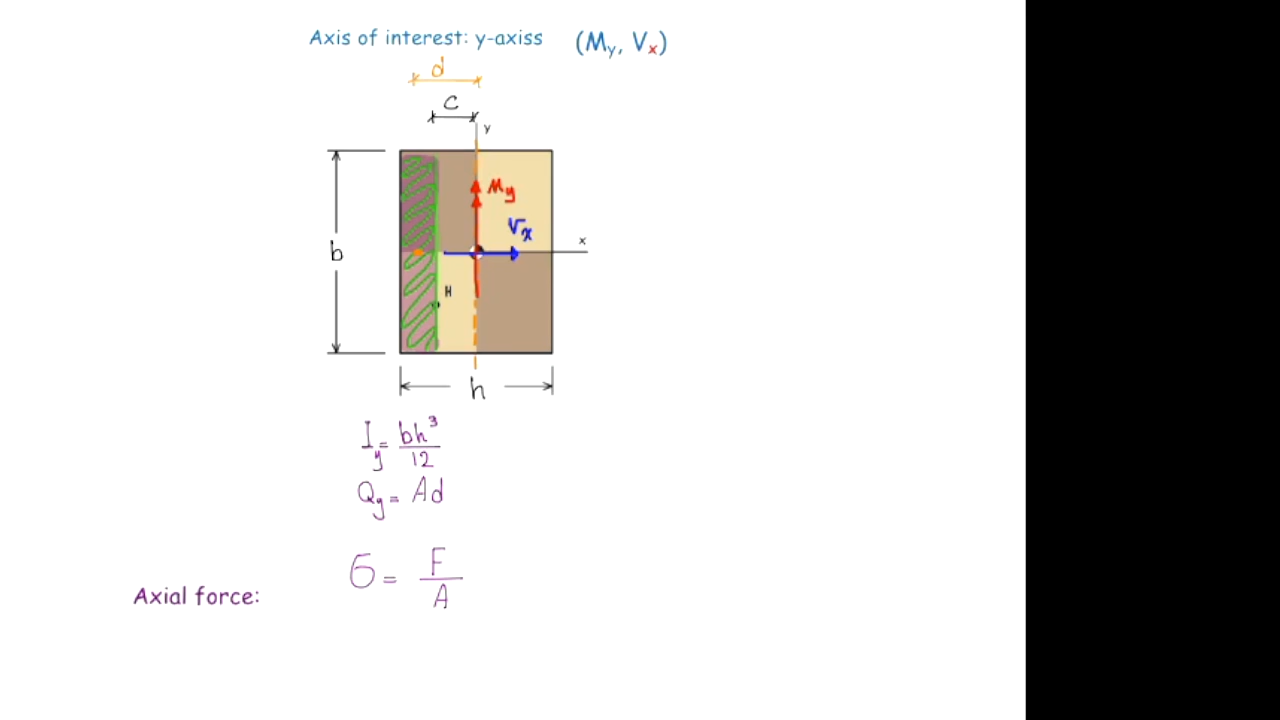 Axis of interest: y-axiss (My, Vx)
d
c
y
My
Vx
x
b
H
h
Iy = bh³/12
Qy = Ad
σ = F/A
Axial force: